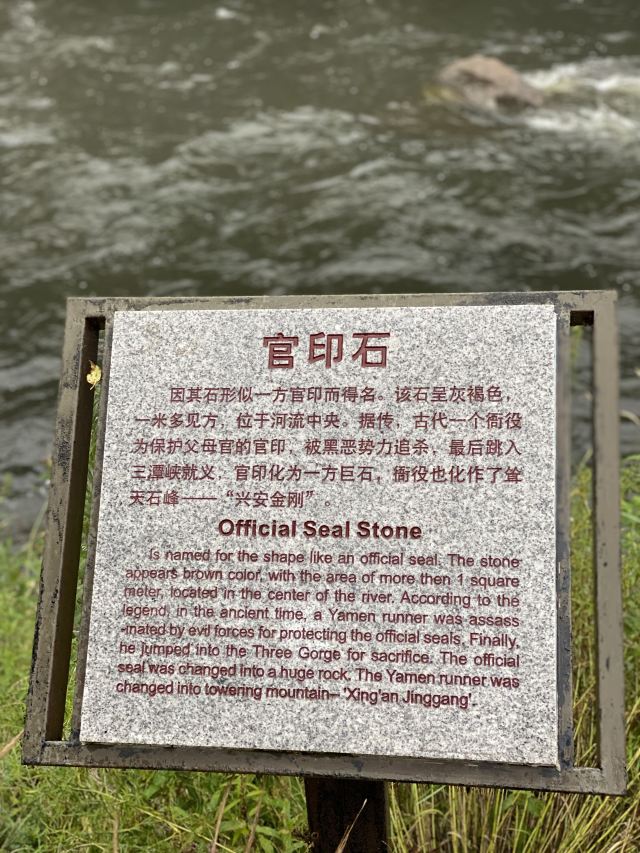 官印石
因其石形似一方官印而得名。该石呈灰褐色，
一米多见方，位于河流中央。据传，古代一个衙役
为保护父母官的官印，被黑恶势力追杀，最后跳入
三潭峡就义，官印化为一方巨石，衙役也化作了耸
天石峰——“兴安金刚”。
Official Seal Stone
Is named for the shape like an official seal. The stone
appears brown color, with the area of more then 1 square
meter, located in the center of the river. According to the
legend, in the ancient time, a Yamen runner was assass
-inated by evil forces for protecting the official seals, Finally,
he jumped into the Three Gorge for sacrifice. The official
seal was changed into a huge rock. The Yamen runner was
changed into towering mountain– 'Xing'an Jinggang'.